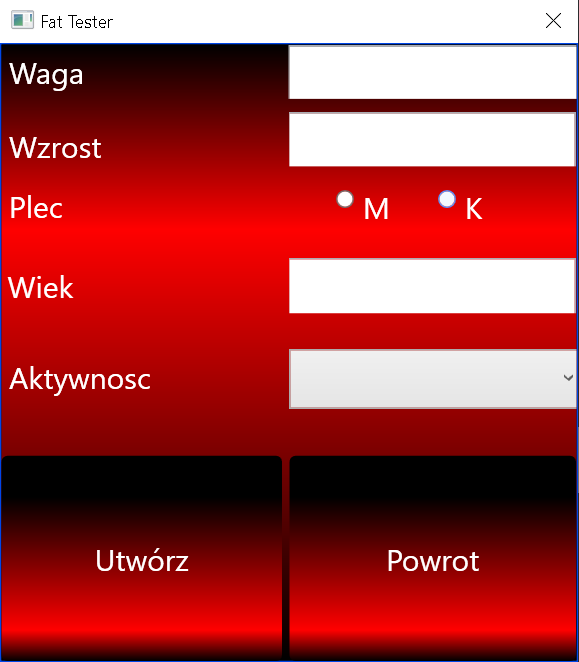 Fat Tester
Waga
Wzrost
Plec
M K
Wiek
Aktywnosc
Utwórz Powrot